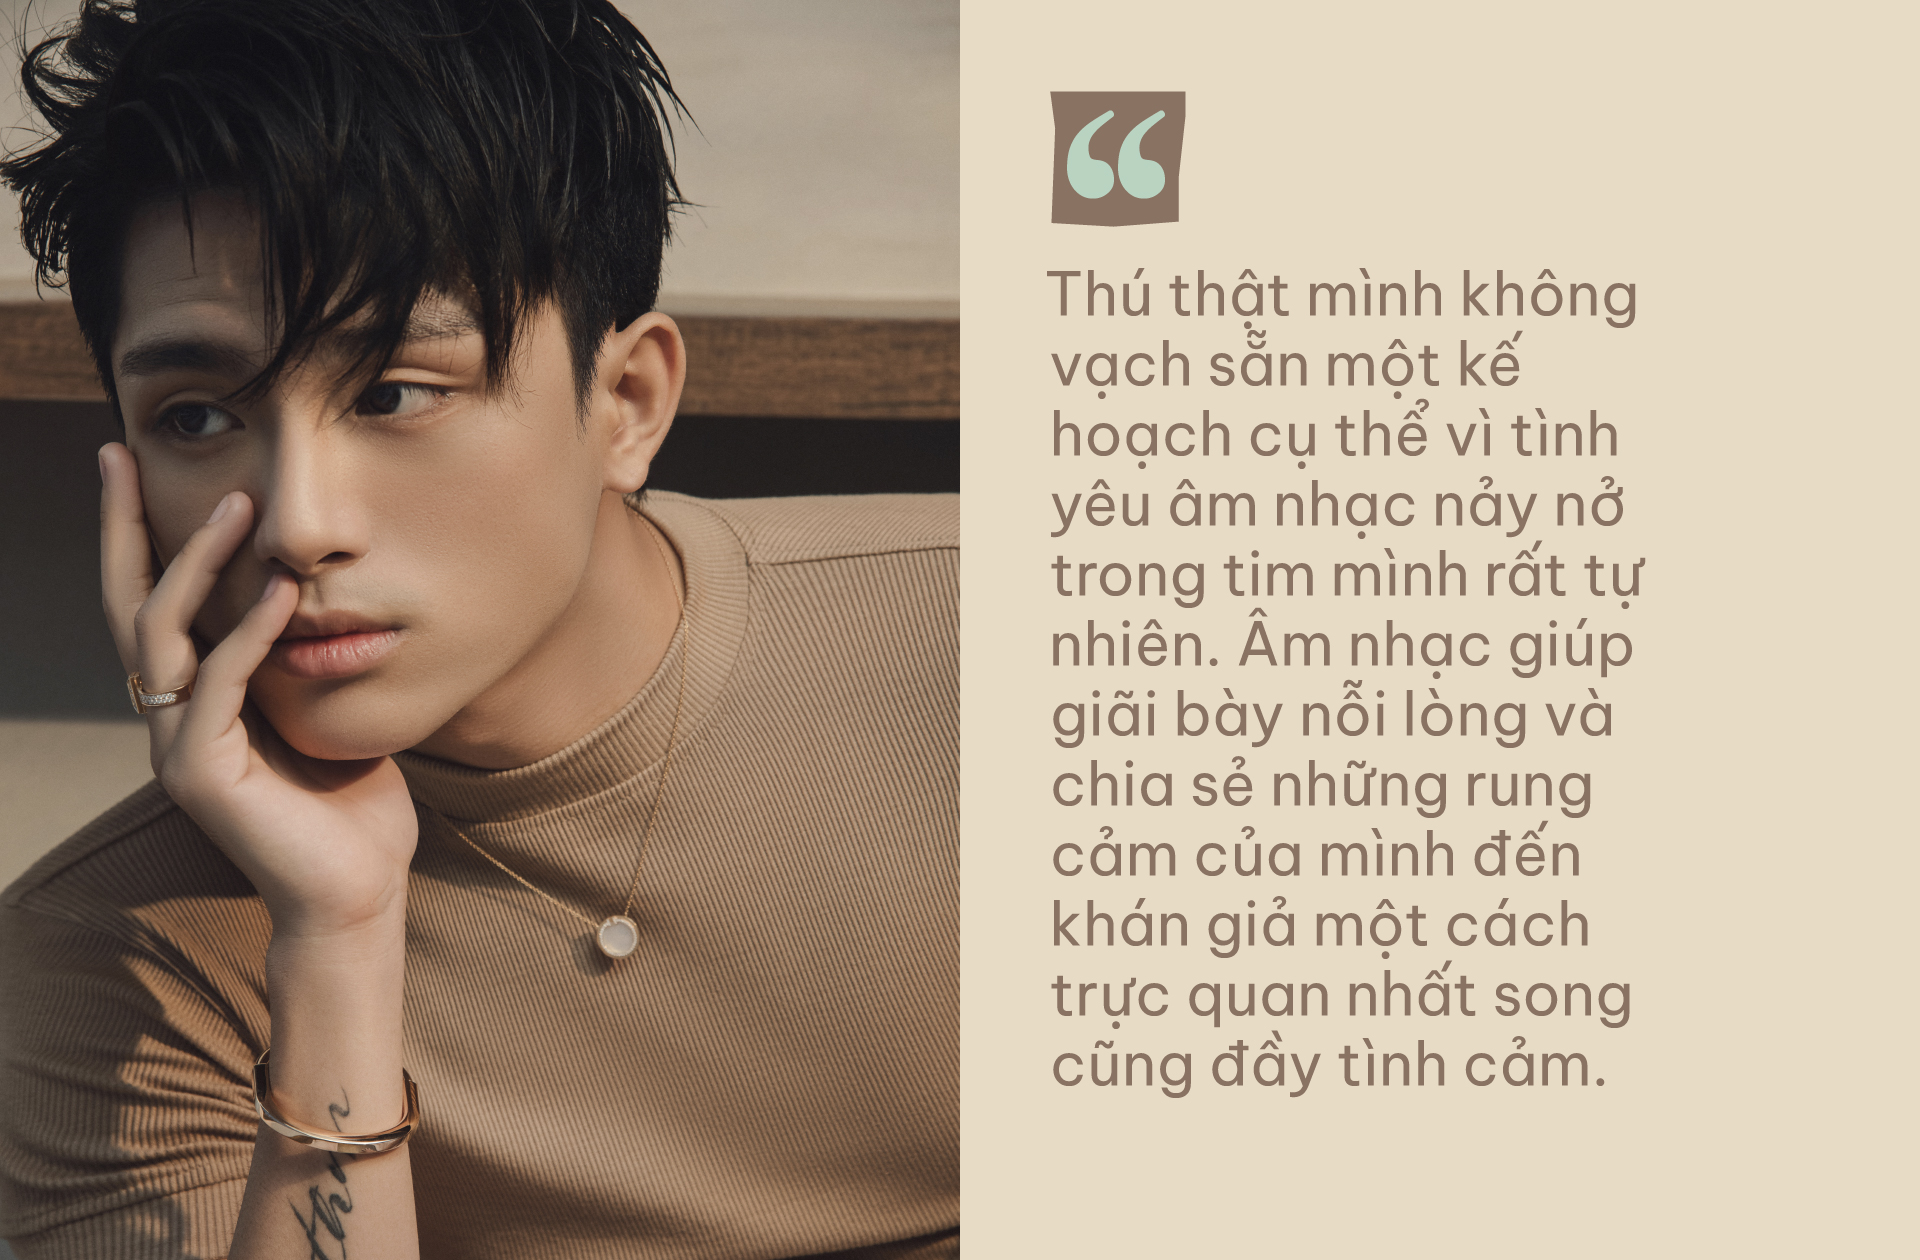 “
Thú thật mình không
vạch sẵn một kế
hoạch cụ thể vì tình
yêu âm nhạc nảy nở
trong tim mình rất tự
nhiên. Âm nhạc giúp
giãi bày nỗi lòng và
chia sẻ những rung
cảm của mình đến
khán giả một cách
trực quan nhất song
cũng đầy tình cảm.